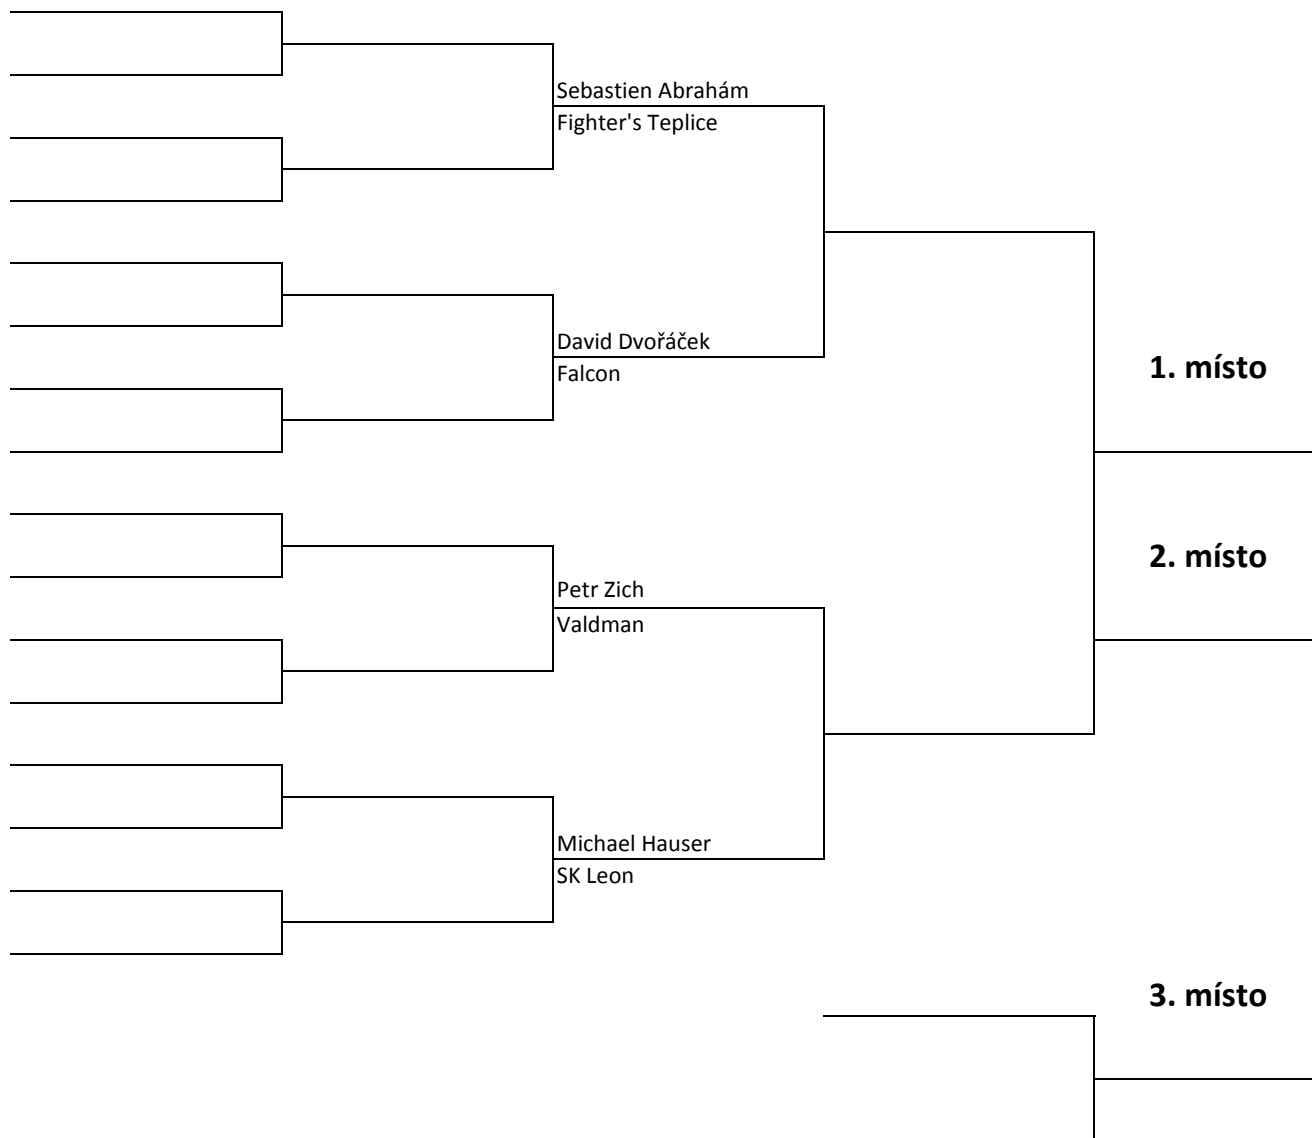 Sebastien Abrahám
Fighter's Teplice
David Dvořáček
Falcon
1. místo
2. místo
Petr Zich
Valdman
Michael Hauser
SK Leon
3. místo